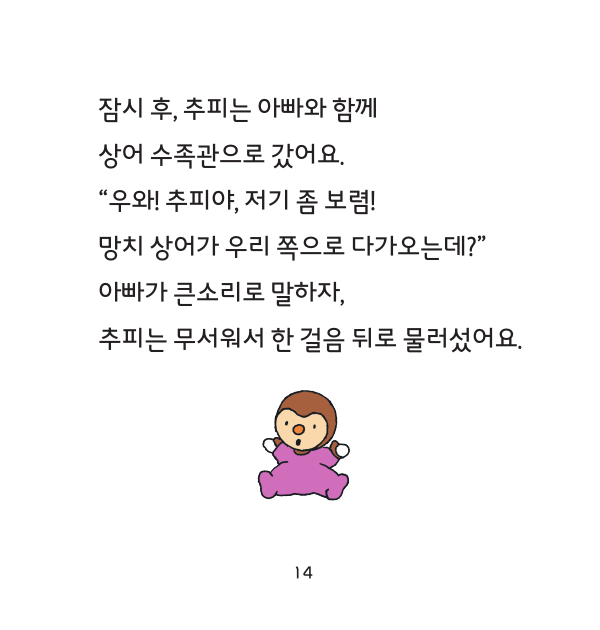 잠시 후, 추피는 아빠와 함께
상어 수족관으로 갔어요.
“우와! 추피야, 저기 좀 보렴!
망치 상어가 우리 쪽으로 다가오는데?”
아빠가 큰소리로 말하자,
추피는 무서워서 한 걸음 뒤로 물러섰어요.
14